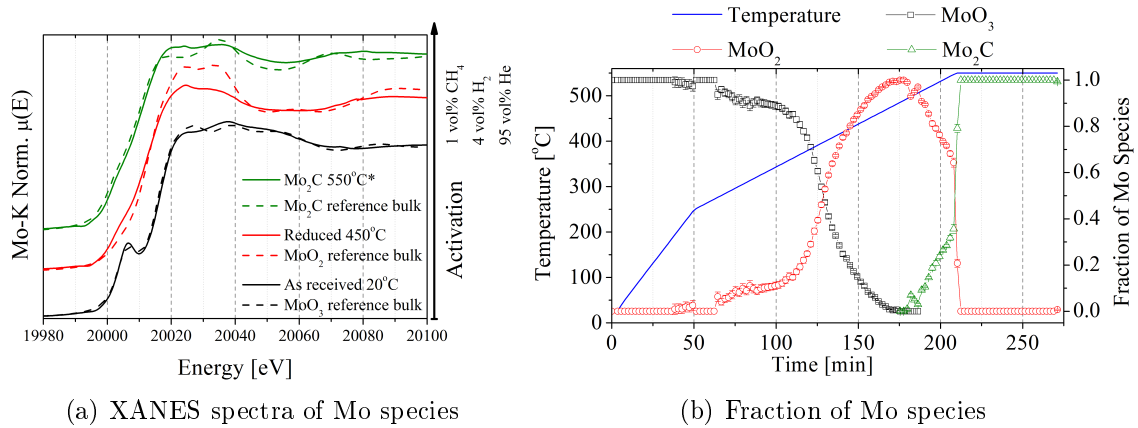 Mo-K Norm. μ(E)
Mo₂C 550°C*
Mo₂C reference bulk
Reduced 450°C
MoO₂ reference bulk
As received 20°C
MoO₃ reference bulk
19980 20000 20020 20040 20060 20080 20100
Energy [eV]
1 vol% CH₄
4 vol% H₂
95 vol% He
Activation
(a) XANES spectra of Mo species
Temperature
MoO₃
MoO₂
Mo₂C
Temperature [°C]
500
400
300
200
100
0
0 50 100 150 200 250
Time [min]
1.0
0.8
0.6
0.4
0.2
0.0
Fraction of Mo Species
(b) Fraction of Mo species